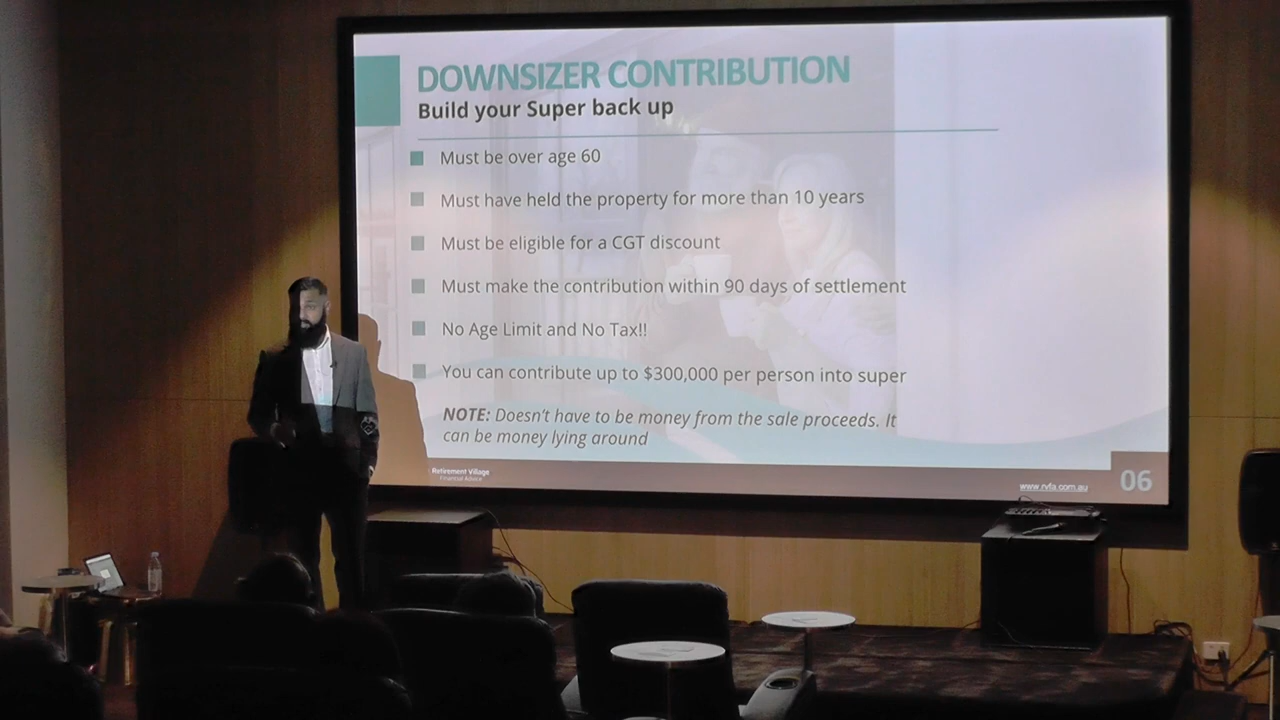 DOWNSIZER CONTRIBUTION
Build your Super back up
Must be over age 60
Must have held the property for more than 10 years
Must be eligible for a CGT discount
Must make the contribution within 90 days of settlement
No Age Limit and No Tax!!
You can contribute up to $300,000 per person into super
NOTE: Doesn't have to be money from the sale proceeds. It
can be money lying around
Retirement Village
Financial Advice
www.rvfa.com.au
06